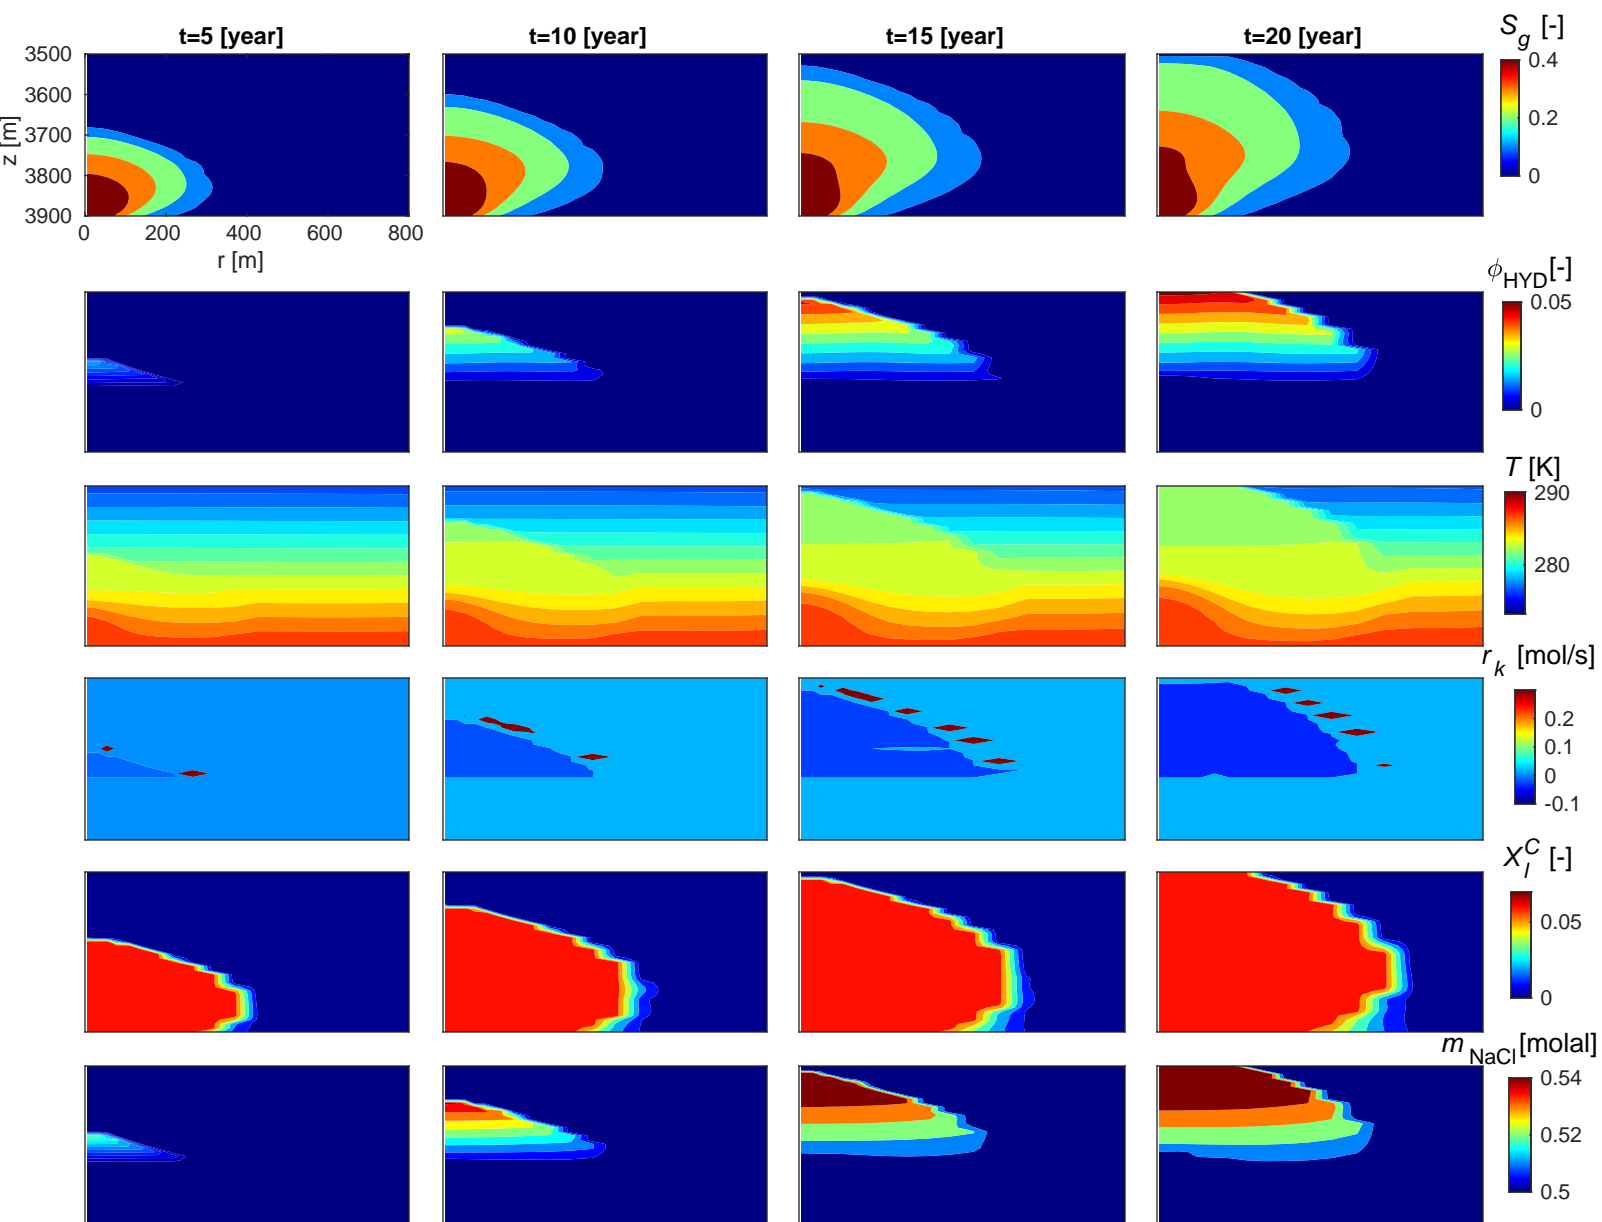 t=5 [year] t=10 [year] t=15 [year] t=20 [year] S_g [-]
3500
3600
3700
3800
3900
z [m]
0 200 400 600 800
r [m]
0.4
0.2
0
ϕ_HYD[-]
0.05
0
T [K]
290
280
r_k [mol/s]
0.2
0.1
0
-0.1
X_l^C [-]
0.05
0
m_NaCl[molal]
0.54
0.52
0.5